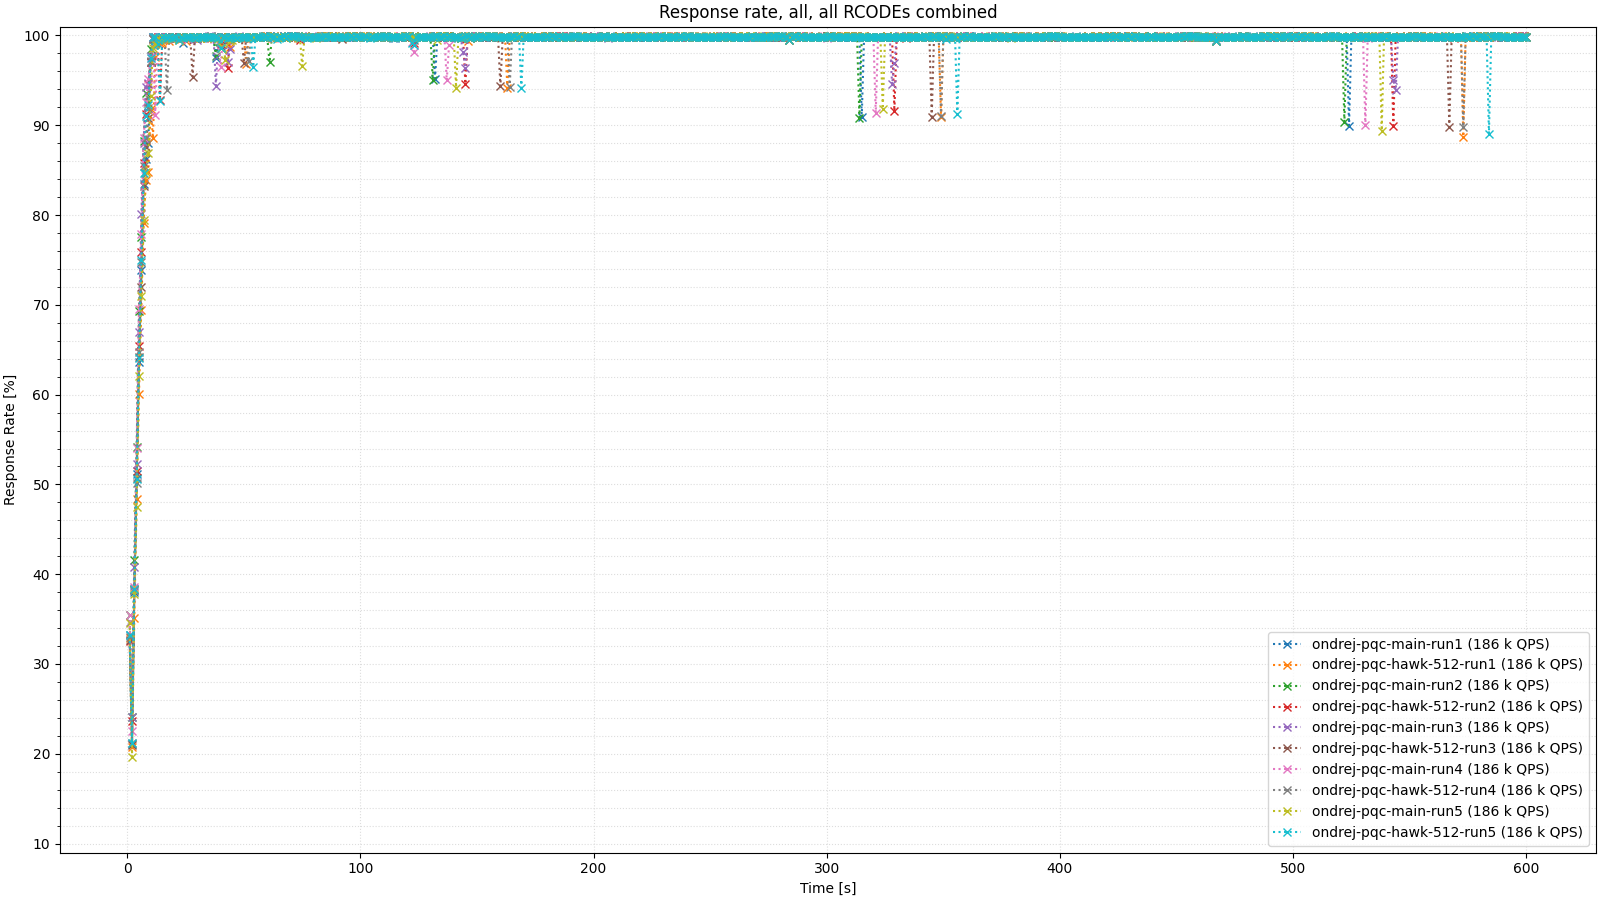 Response rate, all, all RCODEs combined
100
90
80
70
60
50
40
30
20
10
Response Rate [%]
0
100
200
300
400
500
600
Time [s]
ondrej-pqc-main-run1 (186 k QPS)
ondrej-pqc-hawk-512-run1 (186 k QPS)
ondrej-pqc-main-run2 (186 k QPS)
ondrej-pqc-hawk-512-run2 (186 k QPS)
ondrej-pqc-main-run3 (186 k QPS)
ondrej-pqc-hawk-512-run3 (186 k QPS)
ondrej-pqc-main-run4 (186 k QPS)
ondrej-pqc-hawk-512-run4 (186 k QPS)
ondrej-pqc-main-run5 (186 k QPS)
ondrej-pqc-hawk-512-run5 (186 k QPS)